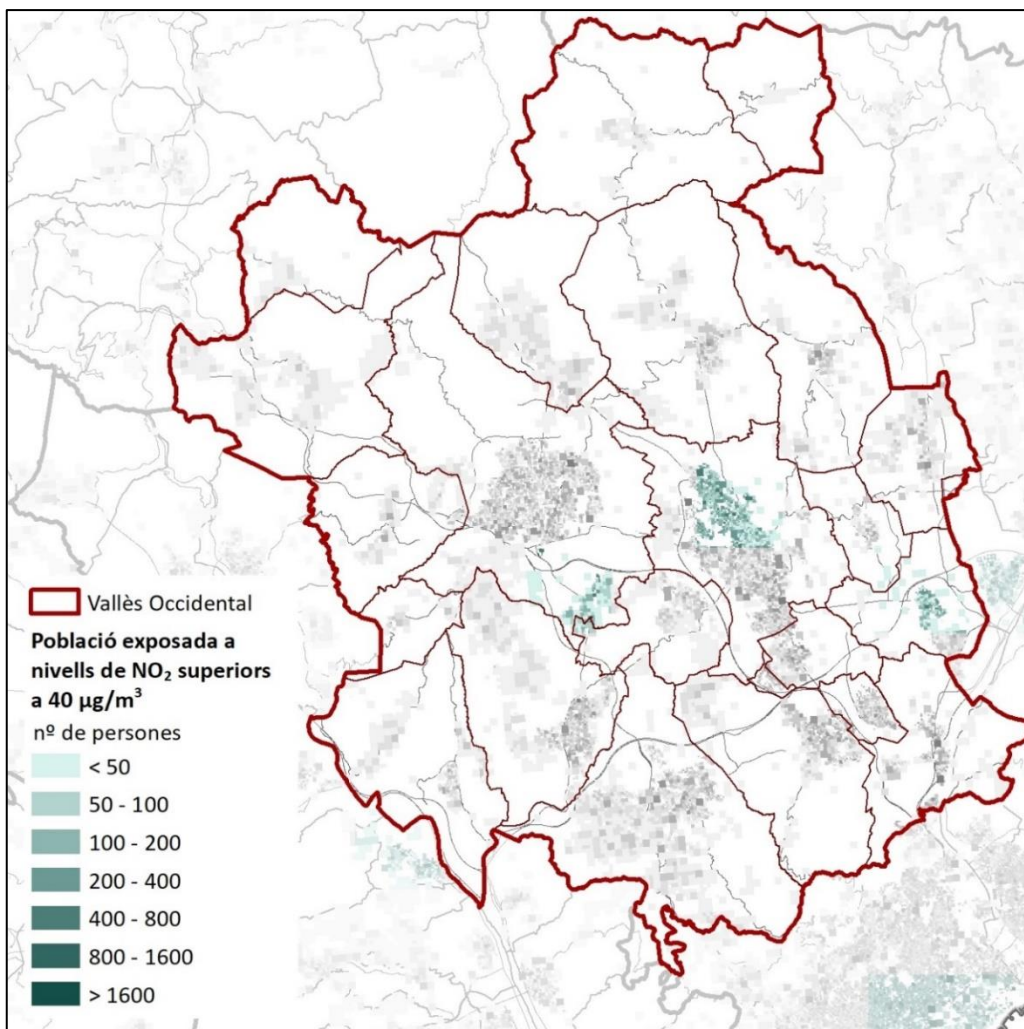 Vallès Occidental
Població exposada a
nivells de NO₂ superiors
a 40 µg/m³
nº de persones
< 50
50 - 100
100 - 200
200 - 400
400 - 800
800 - 1600
> 1600